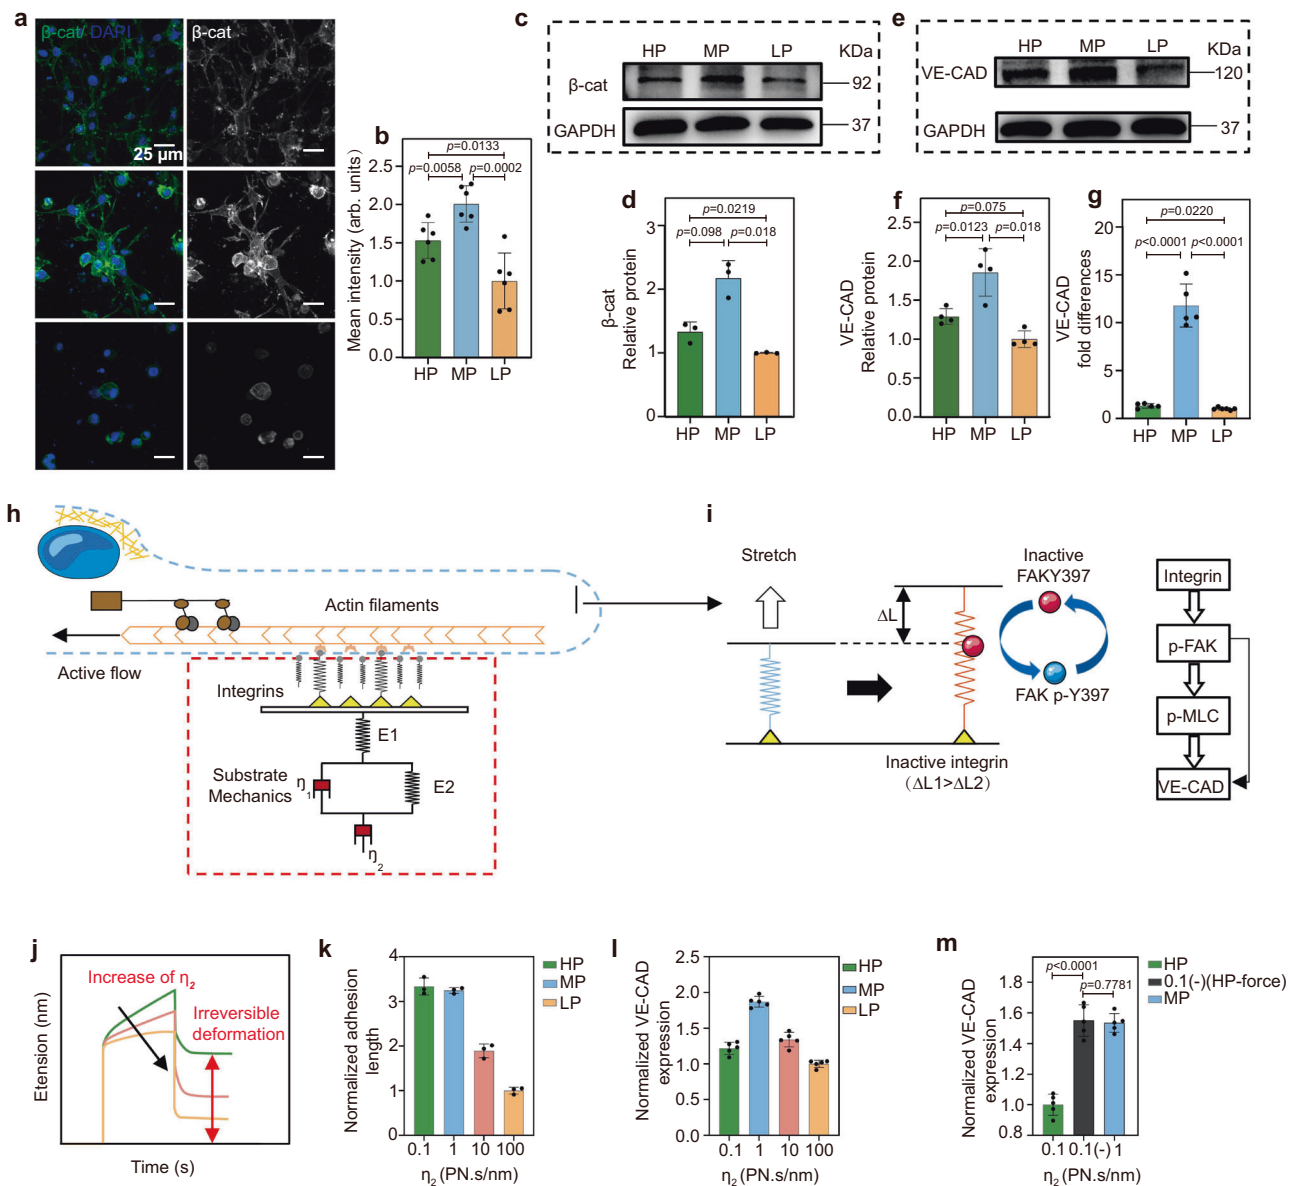 a
β-cat/ DAPI
β-cat
25 μm
b
Mean intensity (arb. units)
2.5
2.0
1.5
1.0
0.5
0.0
p=0.0133
p=0.0058
p=0.0002
HP MP LP
c
HP MP LP KDa
β-cat 92
GAPDH 37
d
β-cat
Relative protein
3
2
1
0
p=0.0219
p=0.098
p=0.018
HP MP LP
e
HP MP LP KDa
VE-CAD 120
GAPDH 37
f
VE-CAD
Relative protein
2.5
2.0
1.5
1.0
0.5
0.0
p=0.075
p=0.0123
p=0.018
HP MP LP
g
VE-CAD
fold differences
20
15
10
5
0
p=0.0220
p<0.0001
p<0.0001
HP MP LP
h
Actin filaments
Active flow
Integrins
E1
Substrate
Mechanics
η1
E2
η2
i
Stretch
ΔL
Inactive
FAKY397
FAK p-Y397
Inactive integrin
(ΔL1>ΔL2)
Integrin
p-FAK
p-MLC
VE-CAD
j
Etension (nm)
Increase of η2
Irreversible
deformation
Time (s)
k
Normalized adhesion
length
4
3
2
1
0
HP
MP
LP
0.1 1 10 100
η2 (PN.s/nm)
l
Normalized VE-CAD
expression
2.5
2.0
1.5
1.0
0.5
0.0
HP
MP
LP
0.1 1 10 100
η2 (PN.s/nm)
m
HP
0.1(-)(HP-force)
MP
Normalized VE-CAD
expression
1.8
1.6
1.4
1.2
1.0
0.8
p<0.0001
p=0.7781
0.1 0.1(-) 1
η2 (PN.s/nm)